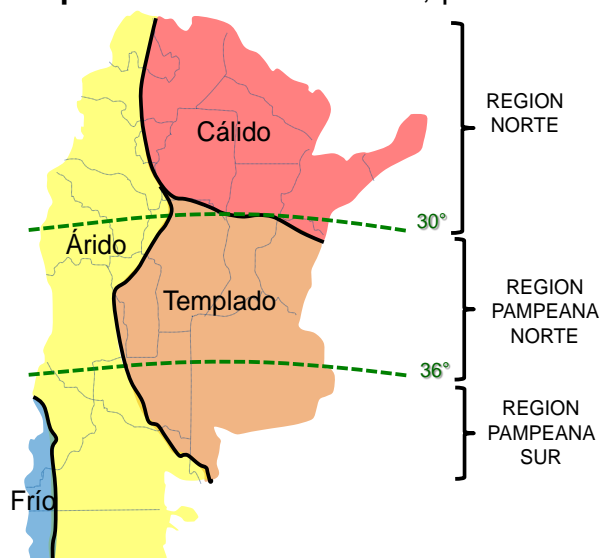 Cálido
REGION
NORTE
30°
Árido
Templado
REGION
PAMPEANA
NORTE
36°
REGION
PAMPEANA
SUR
Frío